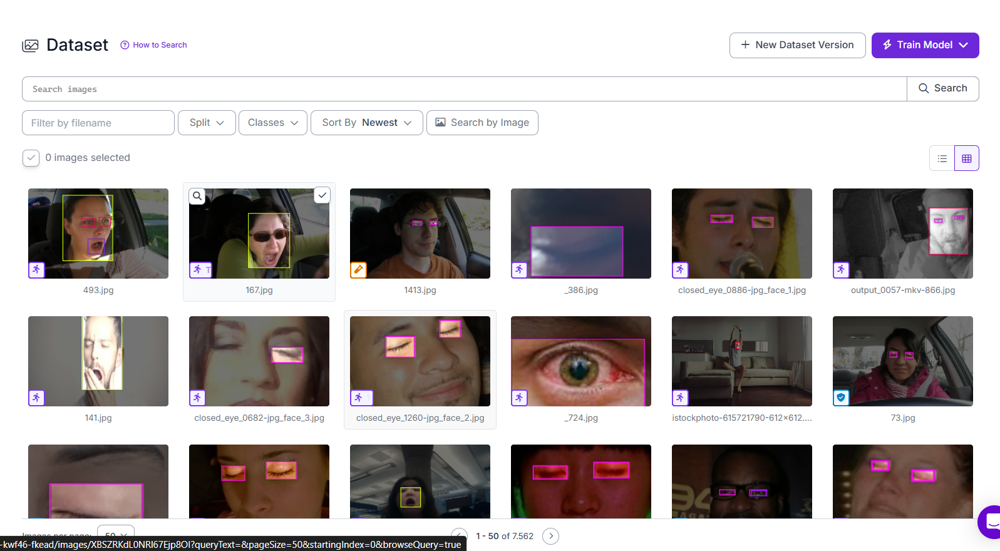 Dataset
How to Search
New Dataset Version
Train Model
Search images
Search
Filter by filename
Split
Classes
Sort By Newest
Search by Image
0 images selected
T
493.jpg
167.jpg
1413.jpg
_386.jpg
closed_eye_0886-jpg_face_1.jpg
output_0057-mkv-866.jpg
141.jpg
closed_eye_0682-jpg_face_3.jpg
closed_eye_1260-jpg_face_2.jpg
_724.jpg
istockphoto-615721790-612x612....
73.jpg
94
Images per page:
50
1 - 50 of 7.562
-kwf46-fkead/images/XBSZRKdL0NRI67Ejp8OI?queryText=&pageSize=50&startingIndex=0&browseQuery=true